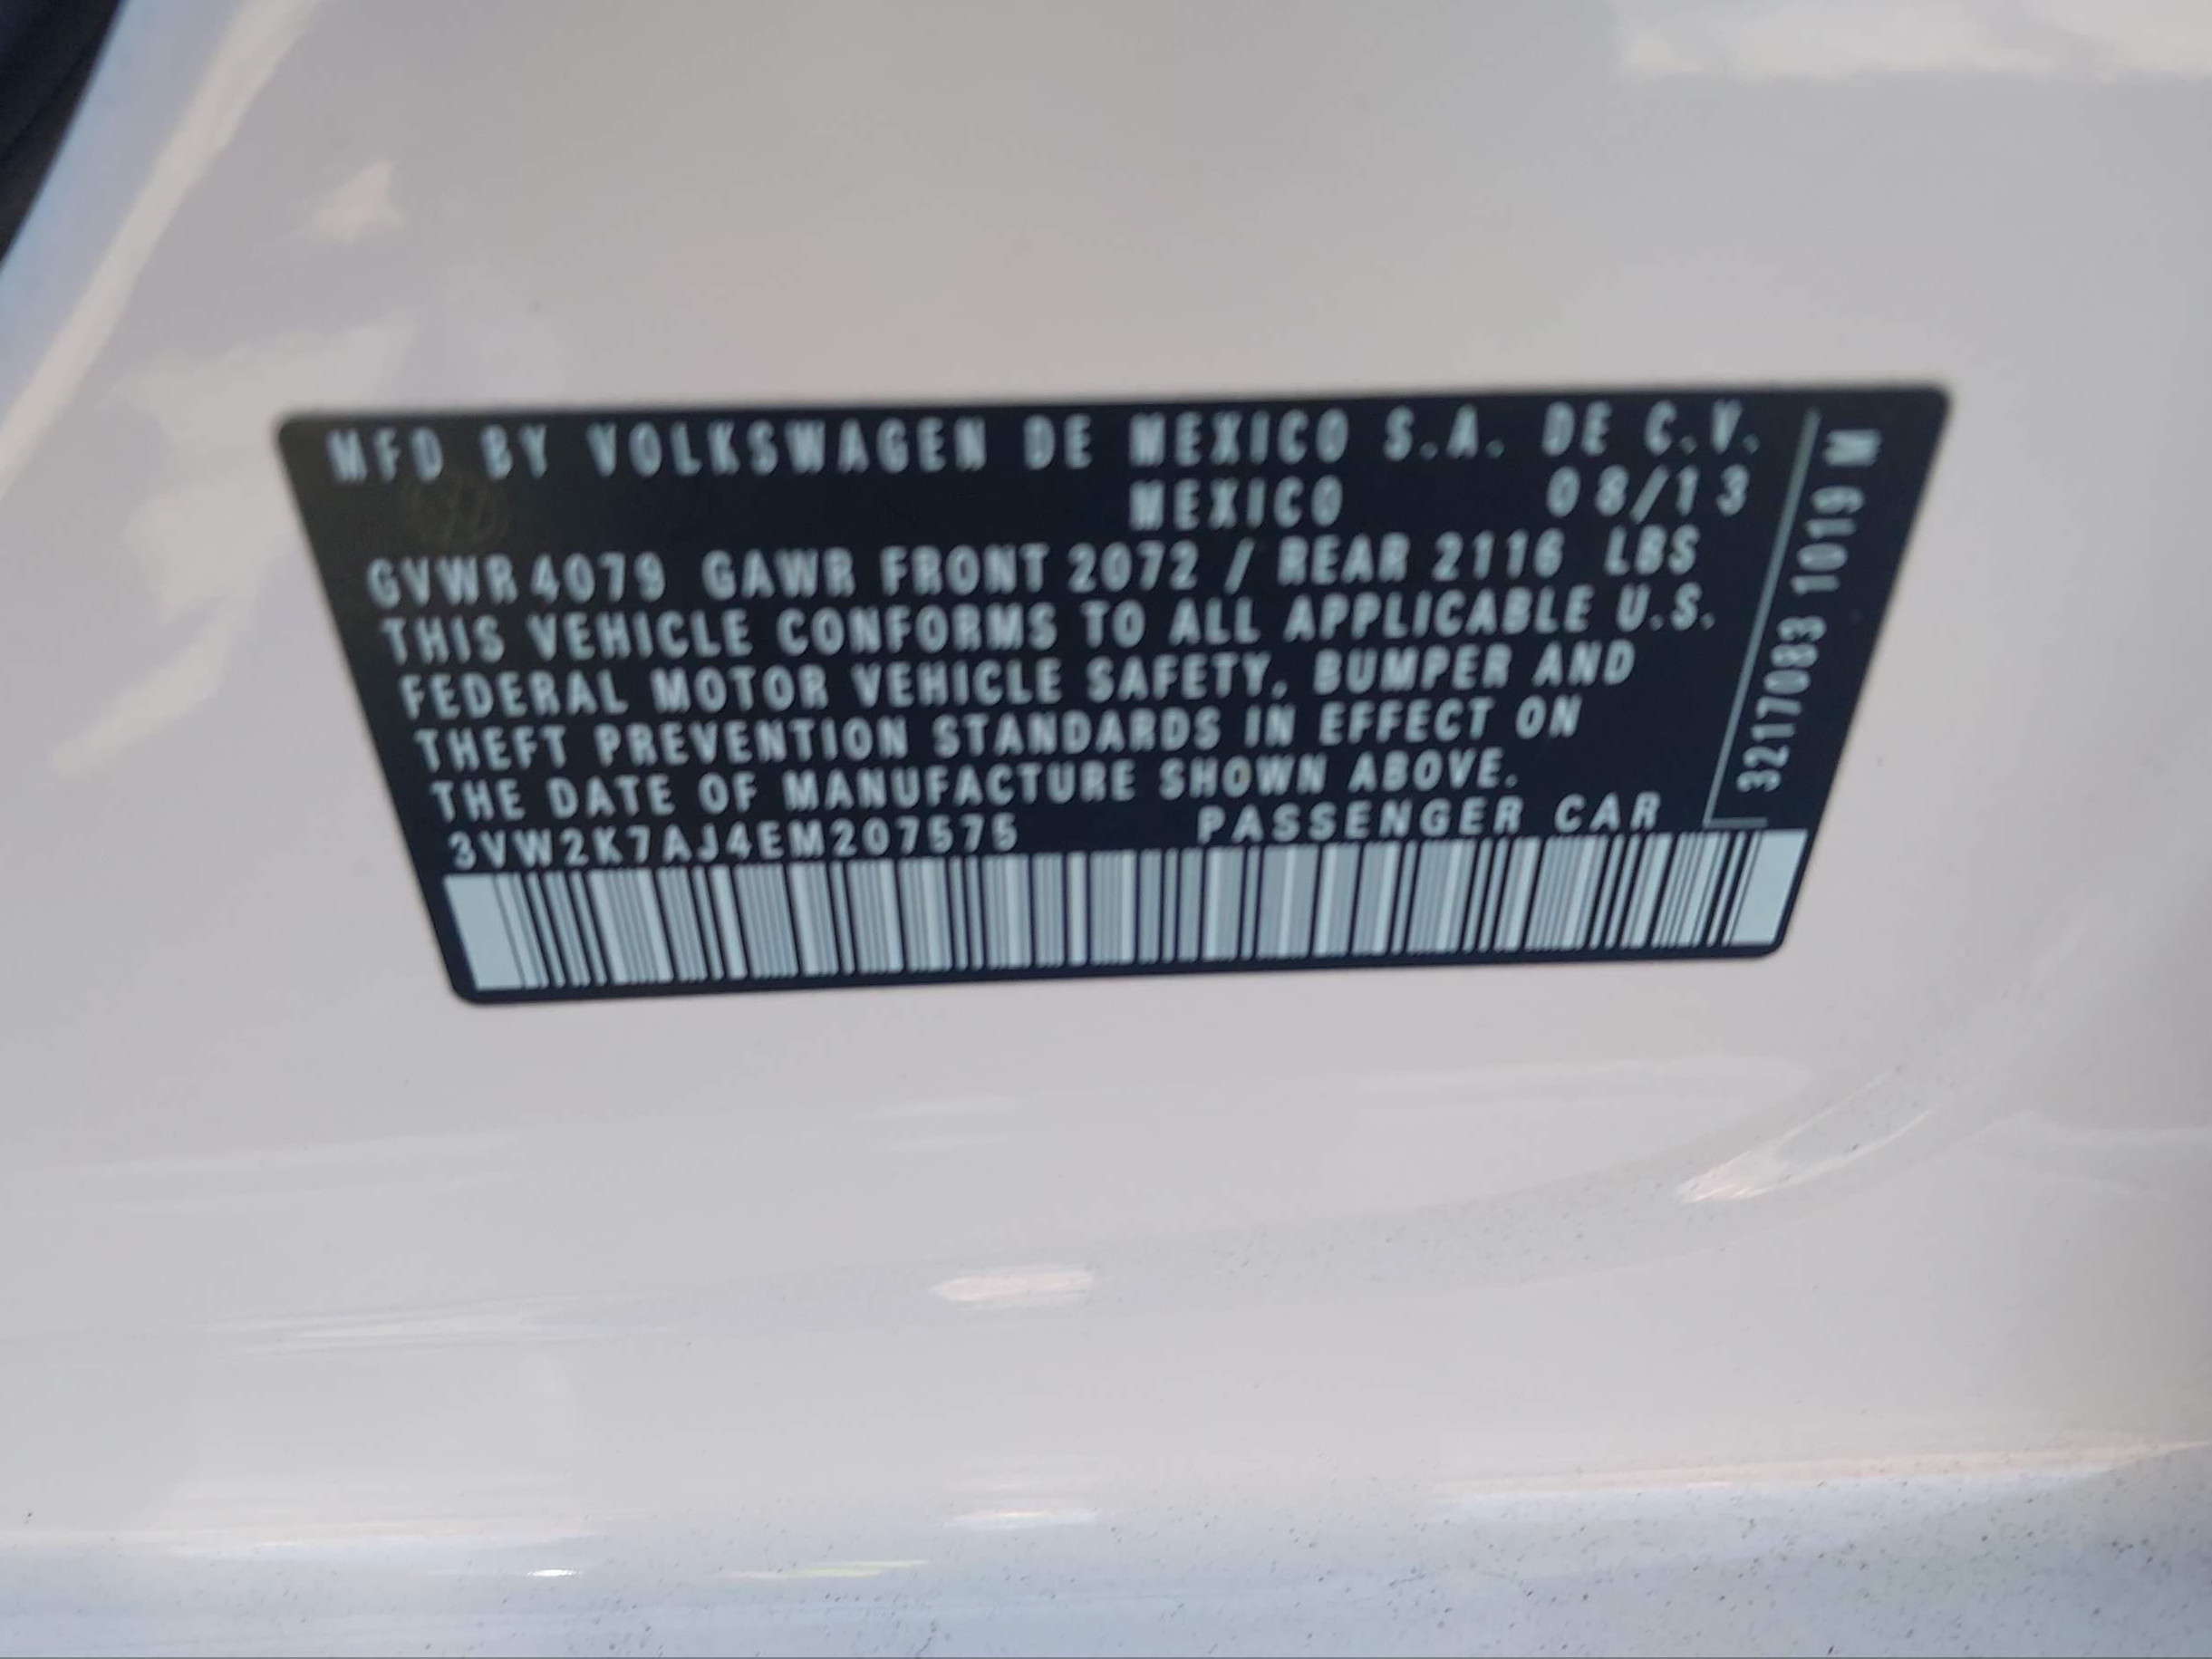 MFD BY VOLKSWAGEN DE MEXICO S.A. DE C.V.
MEXICO 08/13
GVWR 4079 GAWR FRONT 2072 / REAR 2116 LBS
THIS VEHICLE CONFORMS TO ALL APPLICABLE U.S.
FEDERAL MOTOR VEHICLE SAFETY, BUMPER AND
THEFT PREVENTION STANDARDS IN EFFECT ON
THE DATE OF MANUFACTURE SHOWN ABOVE.
3VW2K7AJ4EM207575 PASSENGER CAR
3217083 1019 M